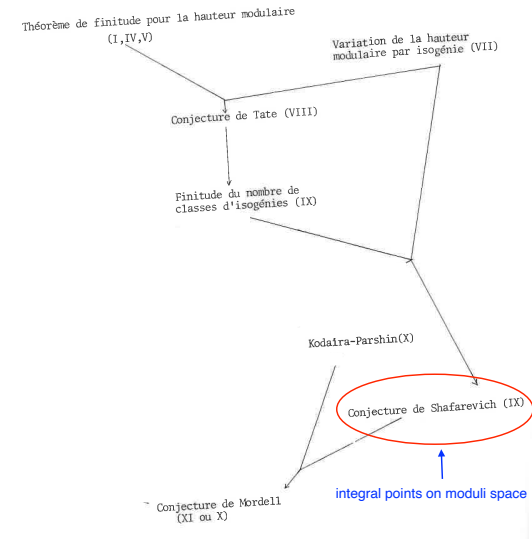 Théorème de finitude pour la hauteur modulaire
(I,IV,V)
Variation de la hauteur
modulaire par isogénie (VII)
Conjecture de Tate (VIII)
Finitude du nombre de
classes d'isogénies (IX)
Kodaira-Parshin(X)
Conjecture de Shafarevich (IX)
integral points on moduli space
Conjecture de Mordell
(XI ou X)